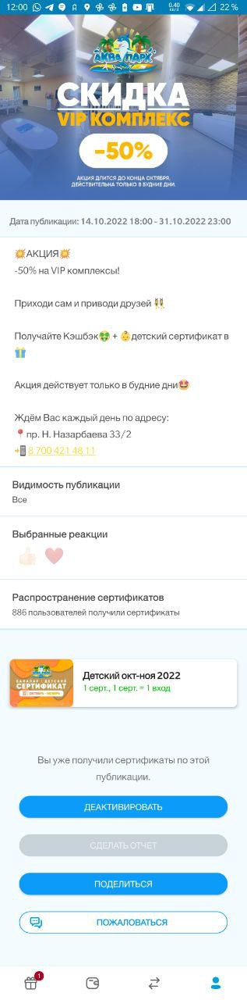 12:00
0.40
КБ/С
22 %
АКВА ПАРК
СКИДКА
VIP КОМПЛЕКС
-50%
АКЦИЯ ДЛИТСЯ ДО КОНЦА ОКТЯБРЯ,
ДЕЙСТВИТЕЛЬНА ТОЛЬКО В БУДНИЕ ДНИ.
Дата публикации: 14.10.2022 18:00 - 31.10.2022 23:00
💥АКЦИЯ💥
-50% на VIP комплексы!
Приходи сам и приводи друзей 👯
Получайте Кэшбэк🤑 + 👶детский сертификат в
🎁
Акция действует только в будние дни🤩
Ждём Вас каждый день по адресу:
📍пр. Н. Назарбаева 33/2
📲8 700 421 48 11
Видимость публикации
Все
Выбранные реакции
👍🏻 ❤️
Распространение сертификатов
886 пользователей получили сертификаты
БАЛАЛАР | ДЕТСКИЙ
СЕРТИФИКАТ
ОКТЯБРЬ - НОЯБРЬ
Детский окт-ноя 2022
1 серт., 1 серт. = 1 вход
Вы уже получили сертификаты по этой
публикации.
ДЕАКТИВИРОВАТЬ
СДЕЛАТЬ ОТЧЁТ
ПОДЕЛИТЬСЯ
ПОЖАЛОВАТЬСЯ
1